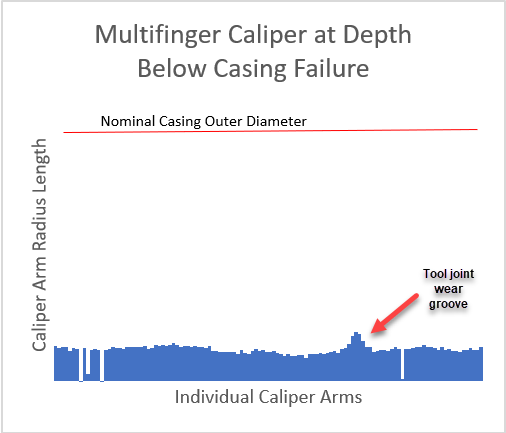 Multifinger Caliper at Depth
Below Casing Failure
Nominal Casing Outer Diameter
Caliper Arm Radius Length
Tool joint
wear
groove
Individual Caliper Arms